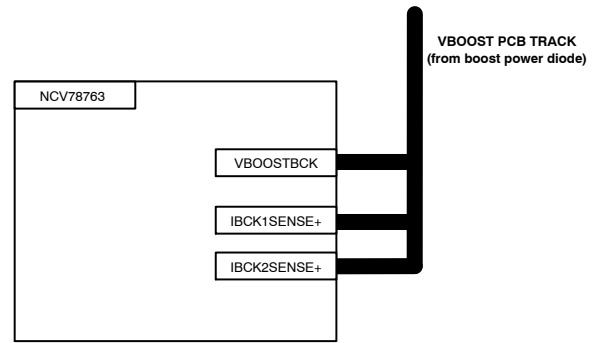 VBOOST PCB TRACK
(from boost power diode)
NCV78763
VBOOSTBCK
IBCK1SENSE+
IBCK2SENSE+